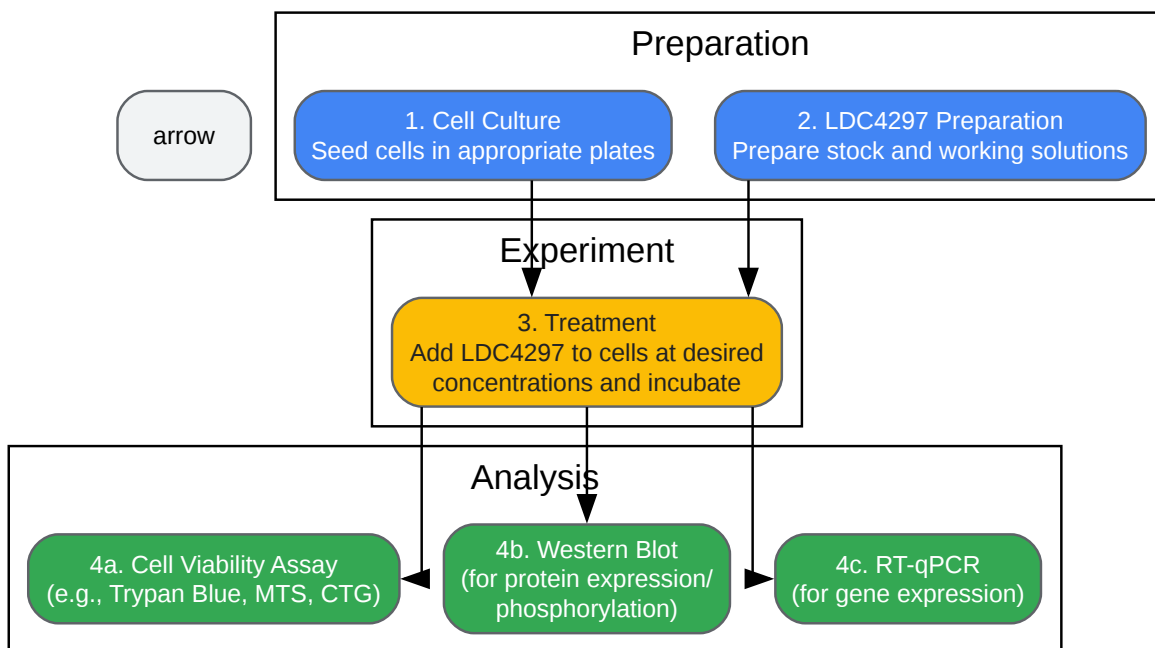 Preparation
arrow
1. Cell Culture
Seed cells in appropriate plates
2. LDC4297 Preparation
Prepare stock and working solutions
Experiment
3. Treatment
Add LDC4297 to cells at desired
concentrations and incubate
Analysis
4a. Cell Viability Assay
(e.g., Trypan Blue, MTS, CTG)
4b. Western Blot
(for protein expression/
phosphorylation)
4c. RT-qPCR
(for gene expression)